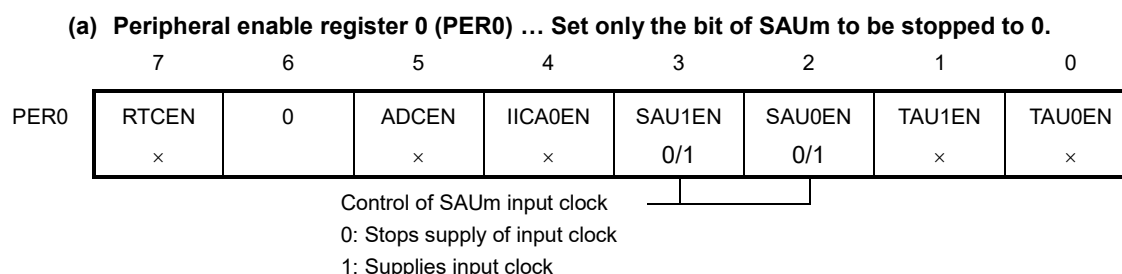 (a) Peripheral enable register 0 (PER0) … Set only the bit of SAUm to be stopped to 0.
7 6 5 4 3 2 1 0
PER0 RTCEN 0 ADCEN IICA0EN SAU1EN SAU0EN TAU1EN TAU0EN
× × × 0/1 0/1 × ×
Control of SAUm input clock
0: Stops supply of input clock
1: Supplies input clock